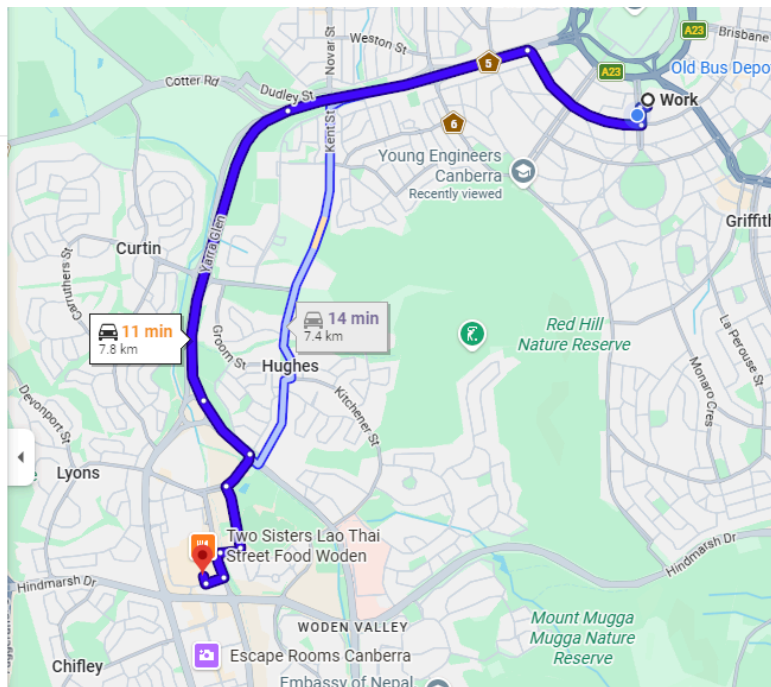 Weston St
Novar St
Brisbane
A23
5
A23
Old Bus Depo
Cotter Rd
Dudley St
Work
Kent St
6
Young Engineers
Canberra
Recently viewed
Griffith
Yarra Glen
Curtin
Carruthers St
11 min
7.8 km
14 min
7.4 km
Groom St
Red Hill
Nature Reserve
La Perouse St
Hughes
Monaro Cres
Kitchener St
Devonport St
Lyons
Two Sisters Lao Thai
Street Food Woden
Hindmarsh Dr
Hindmarsh Dr
Mount Mugga
Mugga Nature
Reserve
WODEN VALLEY
Escape Rooms Canberra
Chifley
Embassy of Nepal